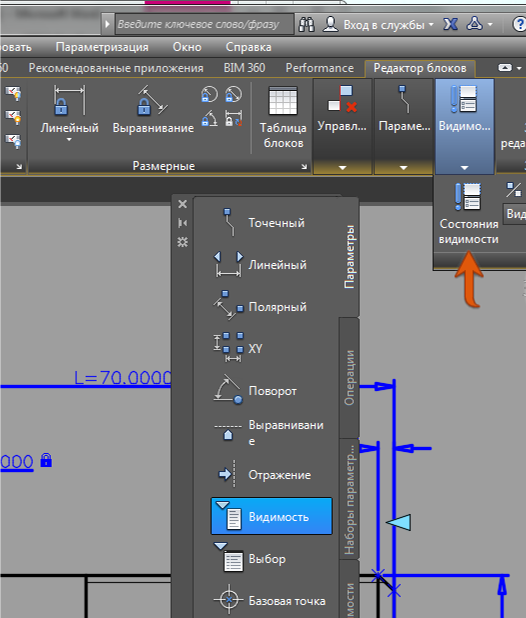 Введите ключевое слово/фразу
Вход в службы
?
ровать Параметризация Окно Справка
60 Рекомендованные приложения BIM 360 Performance Редактор блоков
Линейный
Выравнивание
Таблица
блоков
Управл...
Параме...
Видимо...
реда
Размерные
Состояния
видимости
Вид
Точечный
Линейный
Полярный
XY
Поворот
Выравнивани
е
Отражение
Видимость
Выбор
Базовая точка
Параметры
Операции
Наборы параметр...
мости
L=70.0000
000